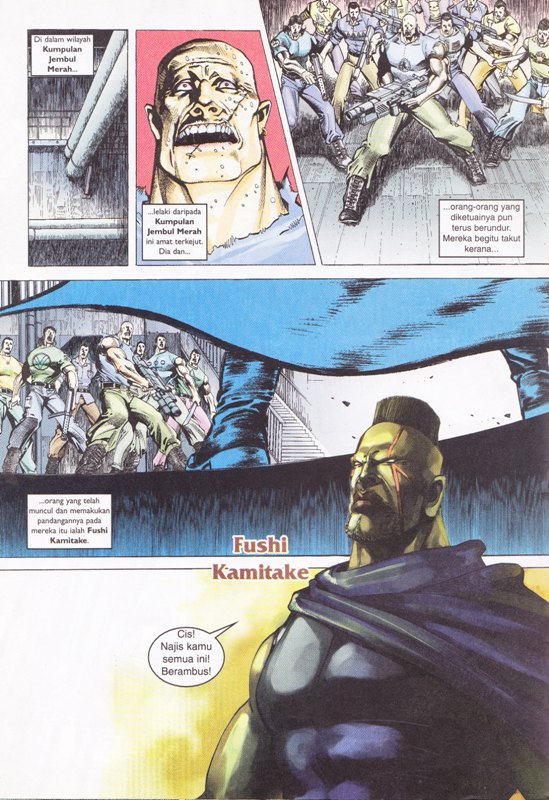 Di dalam wilayah
Kumpulan
Jembul
Merah...
...lelaki daripada
Kumpulan
Jembul Merah
ini amat terkejut.
Dia dan...
...orang-orang yang
diketuainya pun
terus berundur.
Mereka begitu takut
kerana...
...orang yang telah
muncul dan memakukan
pandangannya pada
mereka itu ialah Fushi
Kamitake.
Fushi
Kamitake
Cis!
Najis kamu
semua ini!
Berambus!